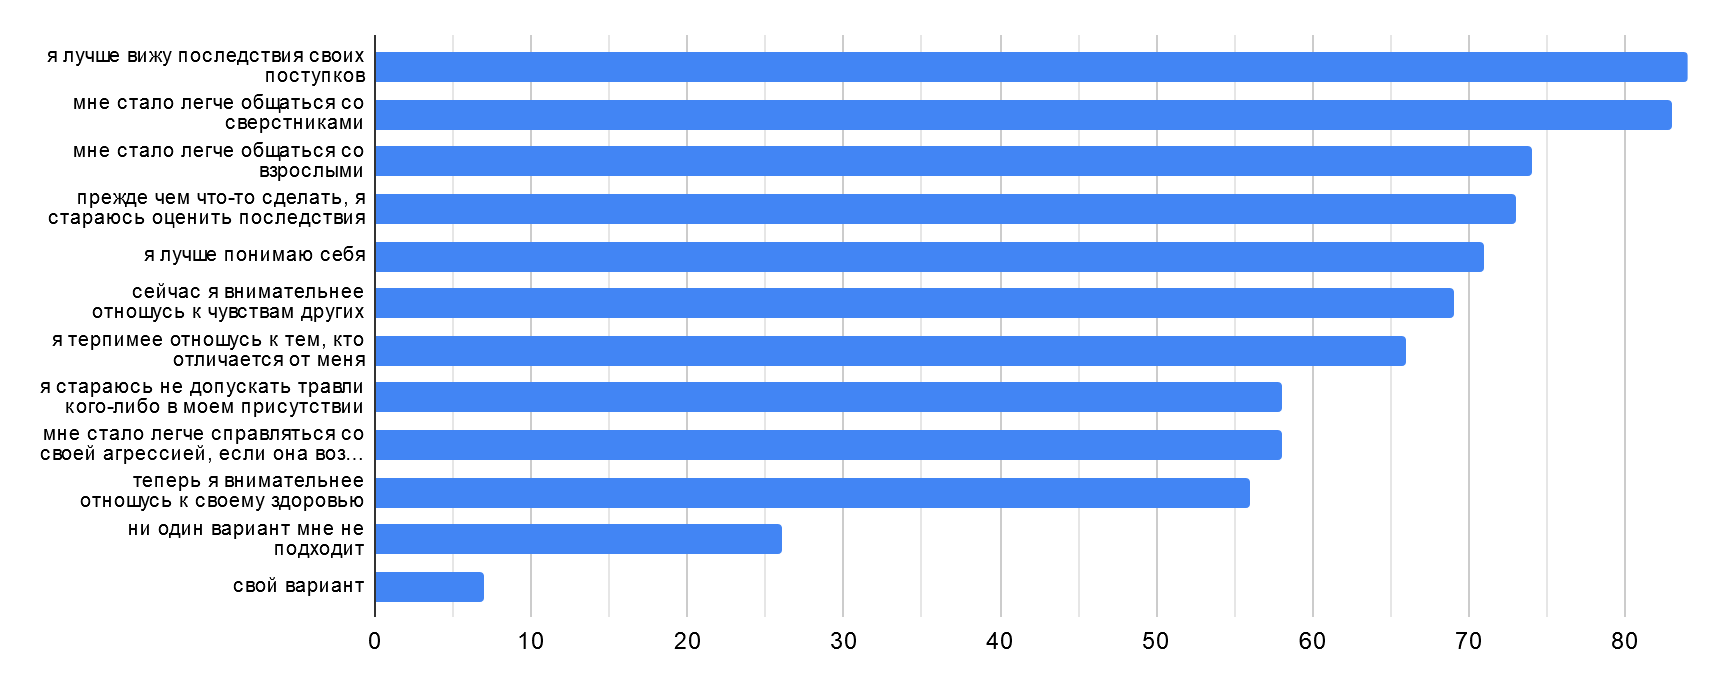 я лучше вижу последствия своих
поступков
мне стало легче общаться со
сверстниками
мне стало легче общаться со
взрослыми
прежде чем что-то сделать, я
стараюсь оценить последствия
я лучше понимаю себя
сейчас я внимательнее
отношусь к чувствам других
я терпимее отношусь к тем, кто
отличается от меня
я стараюсь не допускать травли
кого-либо в моем присутствии
мне стало легче справляться со
своей агрессией, если она воз...
теперь я внимательнее
отношусь к своему здоровью
ни один вариант мне не
подходит
свой вариант
0 10 20 30 40 50 60 70 80